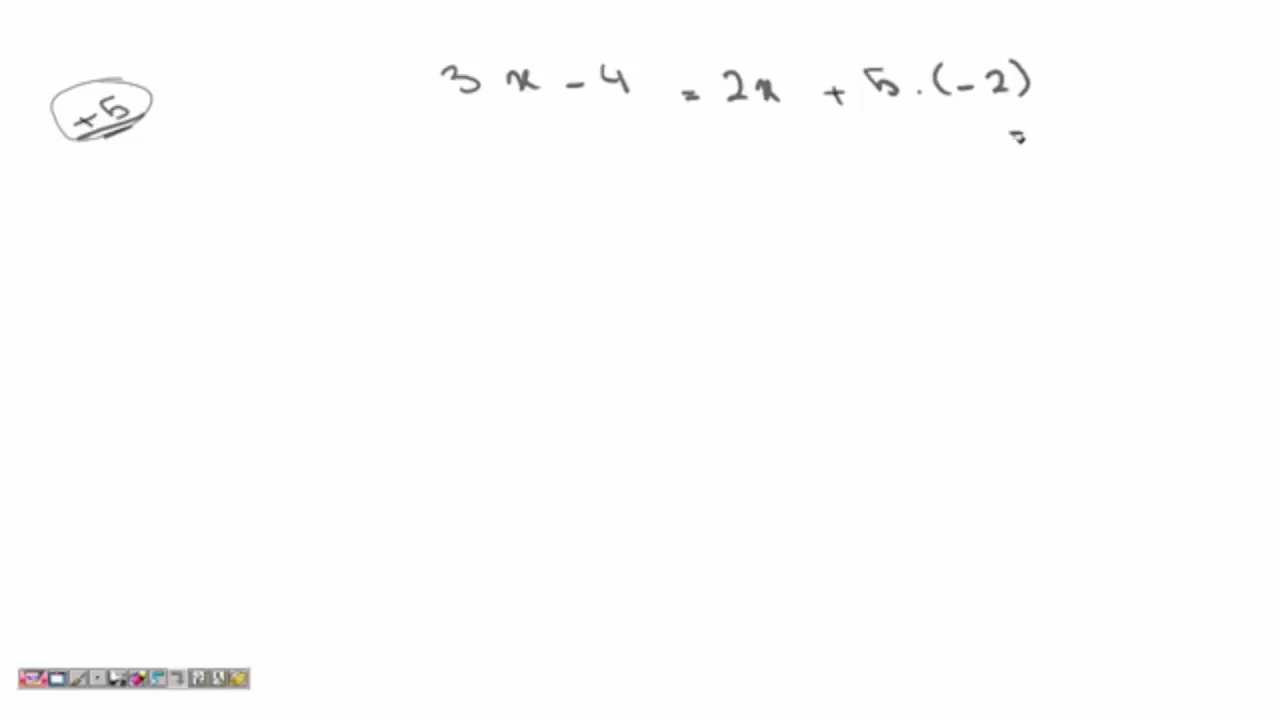 +5
3x - 4 = 2x + 5 . (-2)